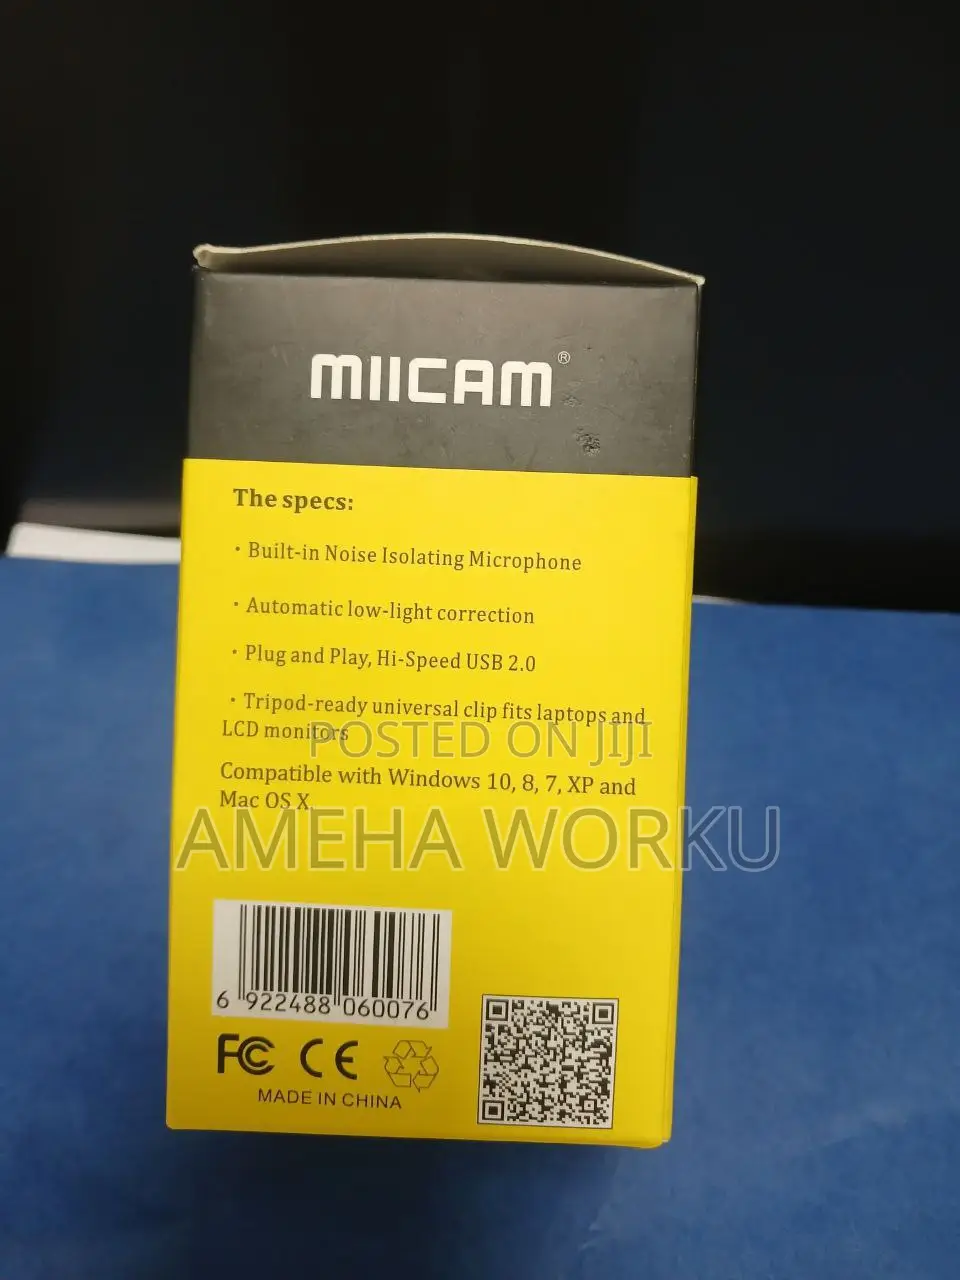 MIICAM®
The specs:
· Built-in Noise Isolating Microphone
· Automatic low-light correction
· Plug and Play, Hi-Speed USB 2.0
· Tripod-ready universal clip fits laptops and
LCD monitors
POSTED ON JIJI
Compatible with Windows 10, 8, 7, XP and
Mac OS X.
AMEHA WORKU
6 922488 060076
FC CE
MADE IN CHINA